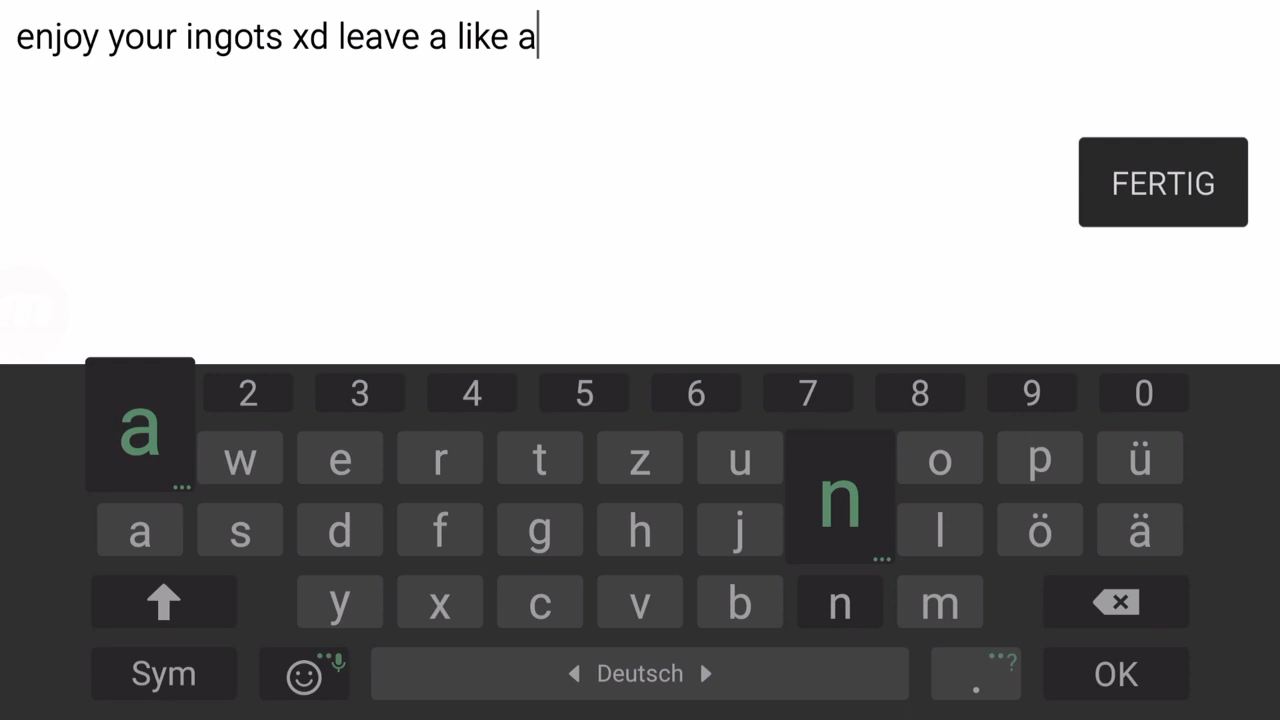 enjoy your ingots xd leave a like a
FERTIG
a 2 3 4 5 6 7 8 9 0
w e r t z u n o p ü
a s d f g h j l ö ä
y x c v b n m
Sym Deutsch . ? OK